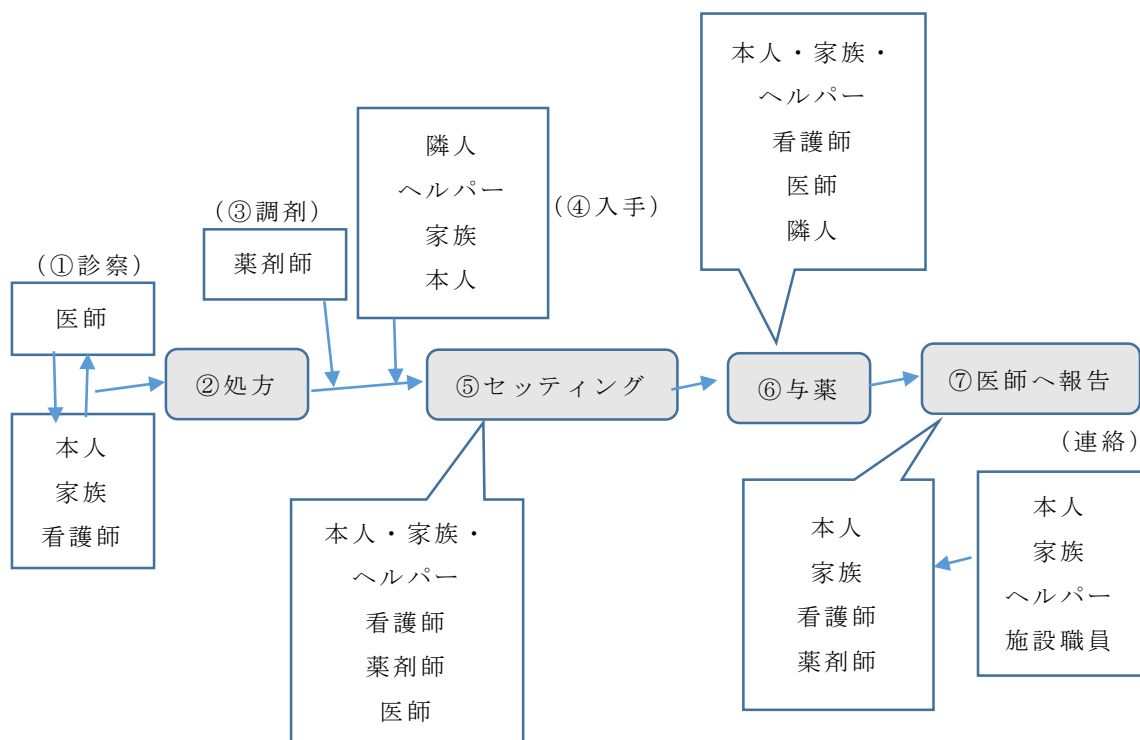 (①診察)
医師
本人
家族
看護師
②処方
(③調剤)
薬剤師
隣人
ヘルパー
家族
本人
(④入手)
⑤セッティング
本人・家族・
ヘルパー
看護師
薬剤師
医師
本人・家族・
ヘルパー
看護師
医師
隣人
⑥与薬
⑦医師へ報告
(連絡)
本人
家族
看護師
薬剤師
本人
家族
ヘルパー
施設職員